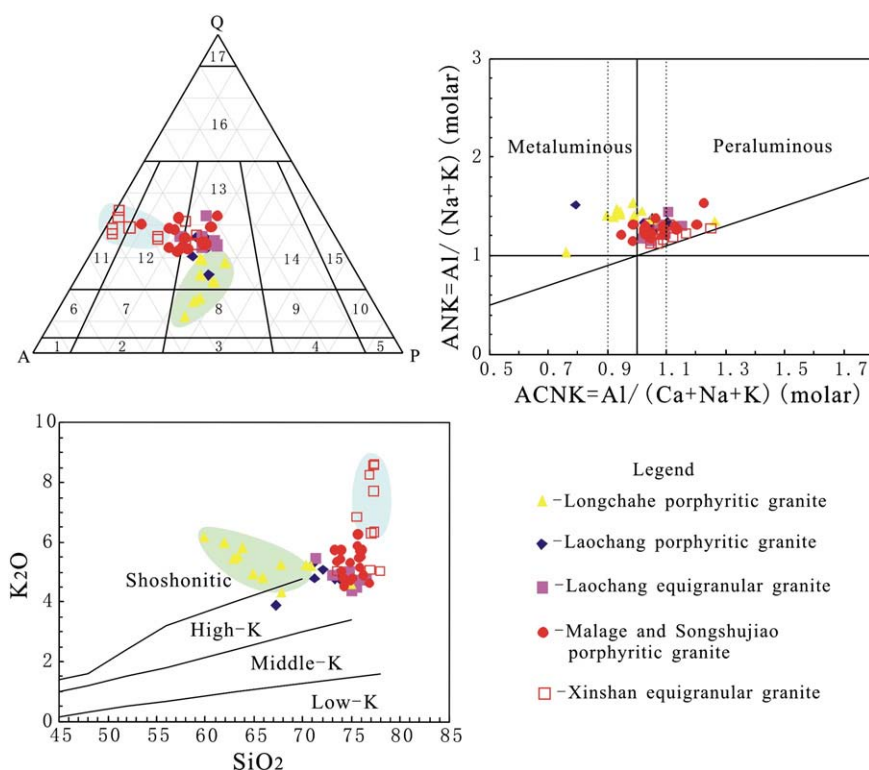 Q
17
16
13
11
12
14
15
6
7
8
9
10
A
1
2
3
4
5
P
ANK=Al/(Na+K)(molar)
3
2
1
0
Metaluminous
Peraluminous
0.5
0.7
0.9
1.1
1.3
1.5
1.7
ACNK=Al/(Ca+Na+K)(molar)
K2O
10
8
6
4
2
0
Shoshonitic
High-K
Middle-K
Low-K
45
50
55
60
65
70
75
80
85
SiO2
Legend
-Longchahe porphyritic granite
-Laochang porphyritic granite
-Laochang equigranular granite
-Malage and Songshujiao
porphyritic granite
-Xinshan equigranular granite